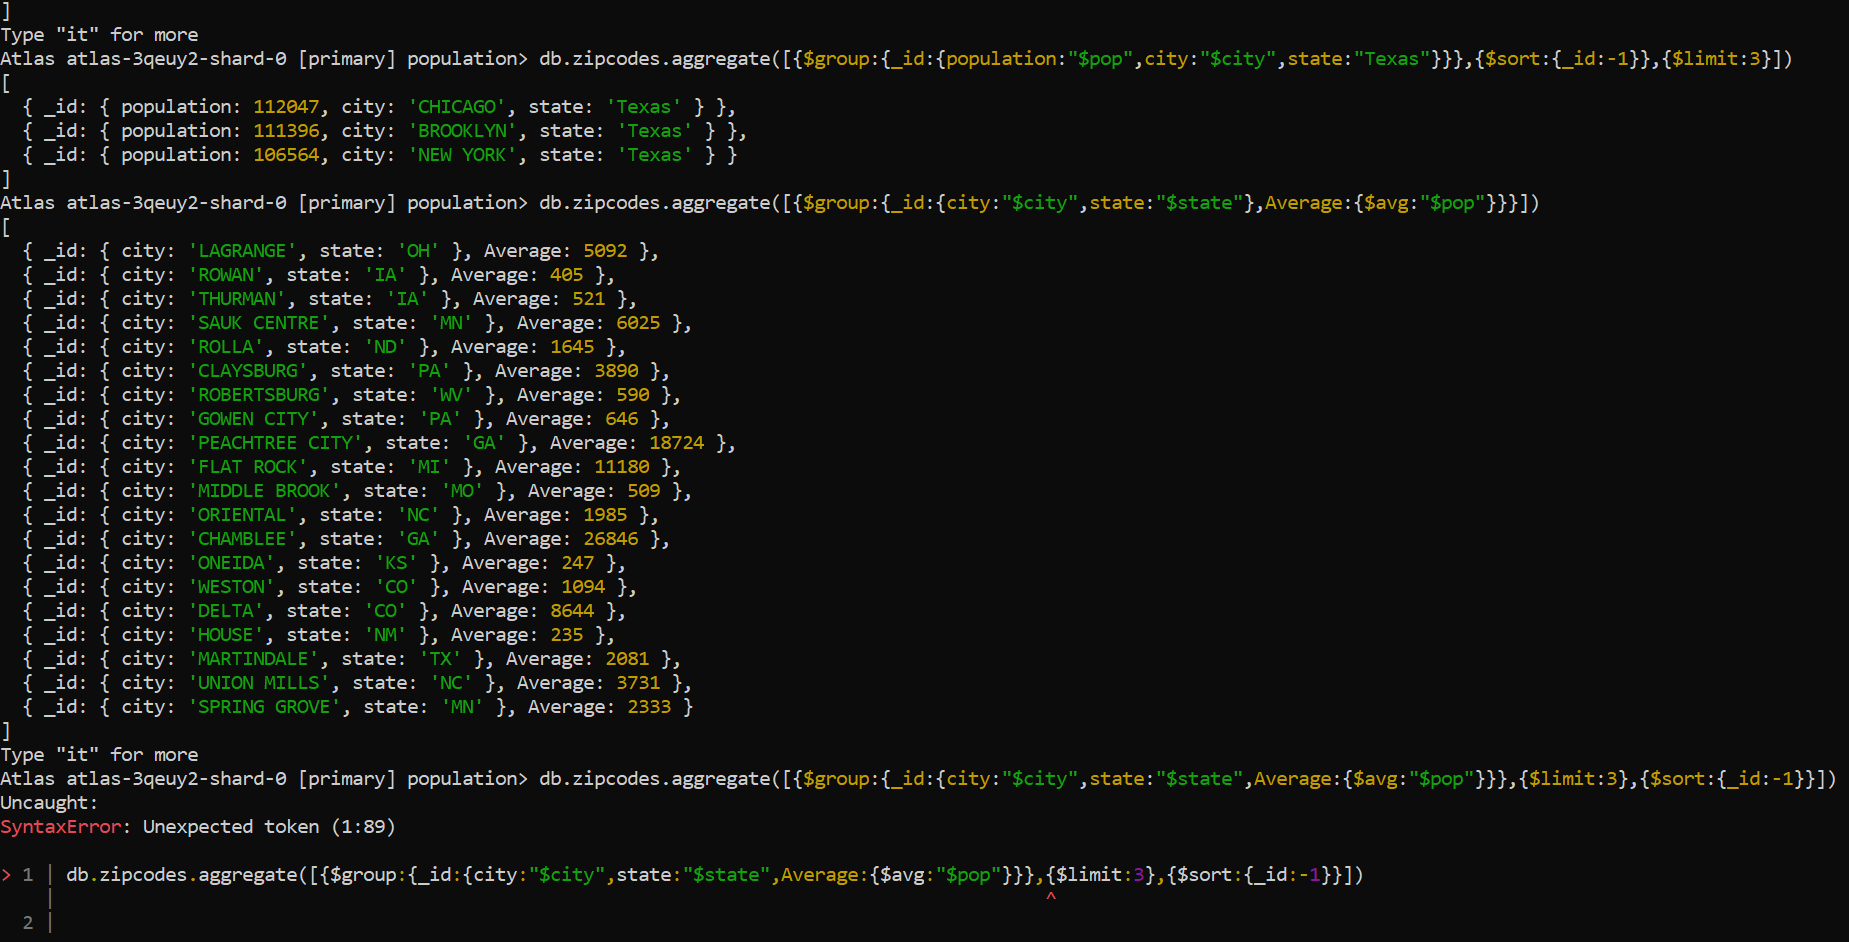 ]
Type "it" for more
Atlas atlas-3qeuy2-shard-0 [primary] population> db.zipcodes.aggregate([{$group:{_id:{population:"$pop",city:"$city",state:"Texas"}}},{$sort:{_id:-1}},{$limit:3}])
[
  { _id: { population: 112047, city: 'CHICAGO', state: 'Texas' } },
  { _id: { population: 111396, city: 'BROOKLYN', state: 'Texas' } },
  { _id: { population: 106564, city: 'NEW YORK', state: 'Texas' } }
]
Atlas atlas-3qeuy2-shard-0 [primary] population> db.zipcodes.aggregate([{$group:{_id:{city:"$city",state:"$state"},Average:{$avg:"$pop"}}}])
[
  { _id: { city: 'LAGRANGE', state: 'OH' }, Average: 5092 },
  { _id: { city: 'ROWAN', state: 'IA' }, Average: 405 },
  { _id: { city: 'THURMAN', state: 'IA' }, Average: 521 },
  { _id: { city: 'SAUK CENTRE', state: 'MN' }, Average: 6025 },
  { _id: { city: 'ROLLA', state: 'ND' }, Average: 1645 },
  { _id: { city: 'CLAYSBURG', state: 'PA' }, Average: 3890 },
  { _id: { city: 'ROBERTSBURG', state: 'WV' }, Average: 590 },
  { _id: { city: 'GOWEN CITY', state: 'PA' }, Average: 646 },
  { _id: { city: 'PEACHTREE CITY', state: 'GA' }, Average: 18724 },
  { _id: { city: 'FLAT ROCK', state: 'MI' }, Average: 11180 },
  { _id: { city: 'MIDDLE BROOK', state: 'MO' }, Average: 509 },
  { _id: { city: 'ORIENTAL', state: 'NC' }, Average: 1985 },
  { _id: { city: 'CHAMBLEE', state: 'GA' }, Average: 26846 },
  { _id: { city: 'ONEIDA', state: 'KS' }, Average: 247 },
  { _id: { city: 'WESTON', state: 'CO' }, Average: 1094 },
  { _id: { city: 'DELTA', state: 'CO' }, Average: 8644 },
  { _id: { city: 'HOUSE', state: 'NM' }, Average: 235 },
  { _id: { city: 'MARTINDALE', state: 'TX' }, Average: 2081 },
  { _id: { city: 'UNION MILLS', state: 'NC' }, Average: 3731 },
  { _id: { city: 'SPRING GROVE', state: 'MN' }, Average: 2333 }
]
Type "it" for more
Atlas atlas-3qeuy2-shard-0 [primary] population> db.zipcodes.aggregate([{$group:{_id:{city:"$city",state:"$state",Average:{$avg:"$pop"}}},{$limit:3},{$sort:{_id:-1}}])
Uncaught:
SyntaxError: Unexpected token (1:89)

> 1 | db.zipcodes.aggregate([{$group:{_id:{city:"$city",state:"$state",Average:{$avg:"$pop"}}},{$limit:3},{$sort:{_id:-1}}])
    |                                                                                          ^
  2 |